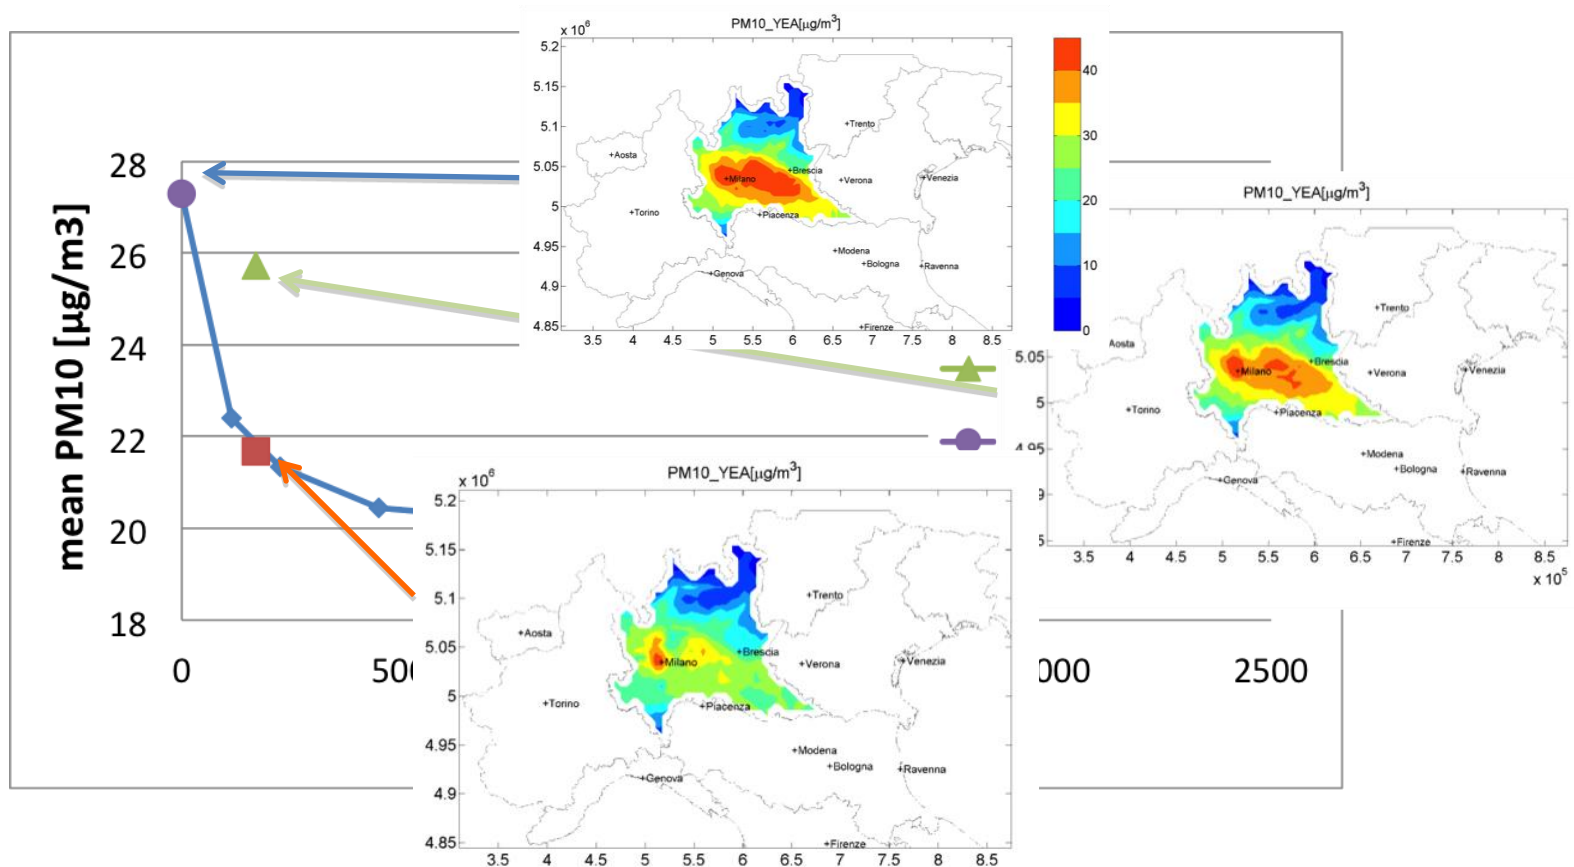 mean PM10 [µg/m3]
28
26
24
22
20
18
0
2500
PM10_YEA[µg/m³]
x 10⁶
5.2
5.15
5.1
5.05
5
4.95
4.9
4.85
3.5 4 4.5 5 5.5 6 6.5 7 7.5 8 8.5
+Aosta
+Trento
+Milano
+Brescia
+Verona
+Venezia
+Torino
+Piacenza
+Modena
+Bologna
+Ravenna
+Genova
+Firenze
40
30
20
10
0
PM10_YEA[µg/m³]
5.05
5
4.95
3.5 4 4.5 5 5.5 6 6.5 7 7.5 8 8.5
x 10⁵
Aosta
+Trento
+Milano
+Brescia
+Verona
+Venezia
+Torino
+Piacenza
+Modena
+Bologna
+Ravenna
+Genova
+Firenze
PM10_YEA[µg/m³]
x 10⁶
5.2
5.15
5.1
5.05
5
4.95
4.9
4.85
3.5 4 4.5 5 5.5 6 6.5 7 7.5 8 8.5
+Aosta
+Trento
+Milano
+Brescia
+Verona
+Venezia
+Torino
+Piacenza
+Modena
+Bologna
+Ravenna
+Genova
+Firenze